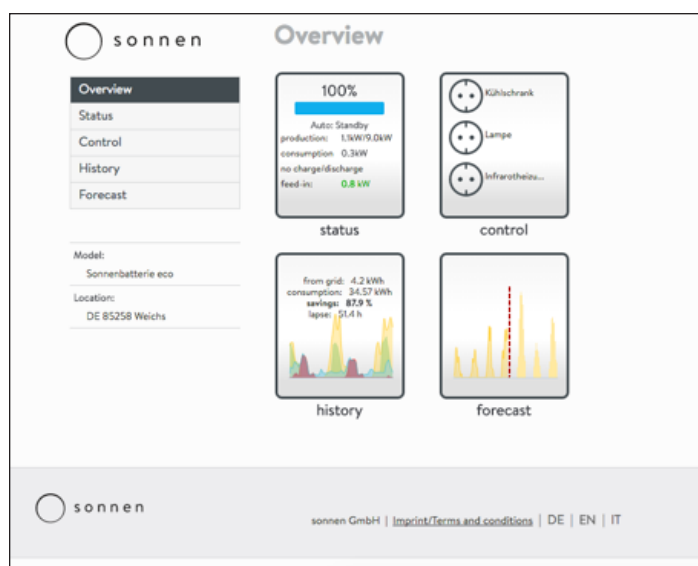 sonnen
Overview
Overview
Status
Control
History
Forecast
Model:
Sonnenbatterie eco
Location:
DE 85258 Weichs
100%
Auto: Standby
production: 1.1kW/9.0kW
consumption 0.3kW
no charge/discharge
feed-in: 0.8 kW
status
Kühlschrank
Lampe
Infrarotheizu...
control
from grid: 4.2 kWh
consumption: 34.57 kWh
savings: 87.9 %
lapse: 51.4 h
history
forecast
sonnen
sonnen GmbH | Imprint/Terms and conditions | DE | EN | IT